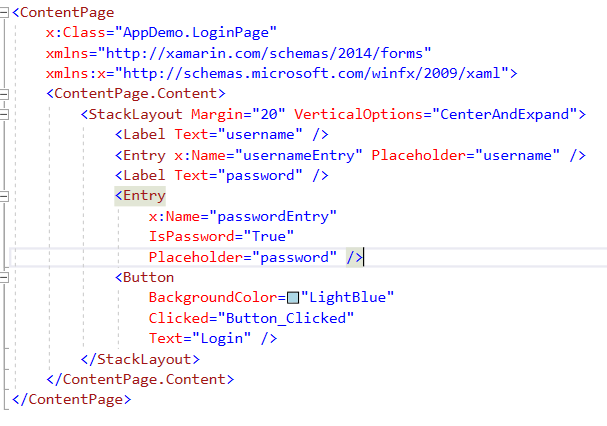 <ContentPage
x:Class="AppDemo.LoginPage"
xmlns="http://xamarin.com/schemas/2014/forms"
xmlns:x="http://schemas.microsoft.com/winfx/2009/xaml">
<ContentPage.Content>
<StackLayout Margin="20" VerticalOptions="CenterAndExpand">
<Label Text="username" />
<Entry x:Name="usernameEntry" Placeholder="username" />
<Label Text="password" />
<Entry
x:Name="passwordEntry"
IsPassword="True"
Placeholder="password" />
<Button
BackgroundColor="LightBlue"
Clicked="Button_Clicked"
Text="Login" />
</StackLayout>
</ContentPage.Content>
</ContentPage>